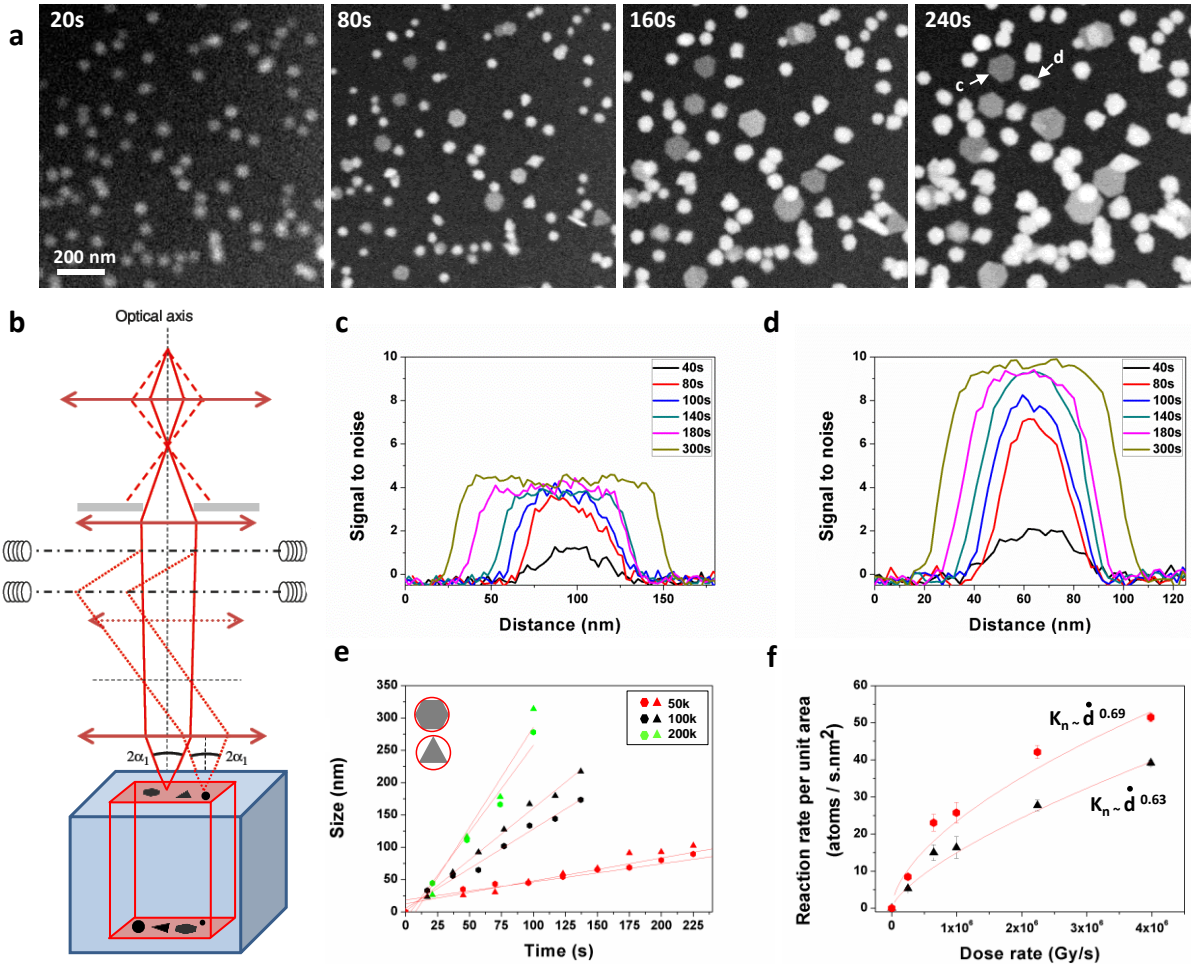 a
20s
80s
160s
240s
c
d
200 nm
b
Optical axis
2α1
2α1
c
Signal to noise
10
8
6
4
2
0
40s
80s
100s
140s
180s
300s
0
50
100
150
Distance (nm)
d
Signal to noise
10
8
6
4
2
0
40s
80s
100s
140s
180s
300s
0
20
40
60
80
100
120
Distance (nm)
e
Size (nm)
350
300
250
200
150
100
50
0
50k
100k
200k
0
25
50
75
100
125
150
175
200
225
Time (s)
f
Reaction rate per unit area
(atoms / s.nm²)
60
50
40
30
20
10
0
Kn ~ ḋ 0.69
Kn ~ ḋ 0.63
0
1x10⁶
2x10⁶
3x10⁶
4x10⁶
Dose rate (Gy/s)